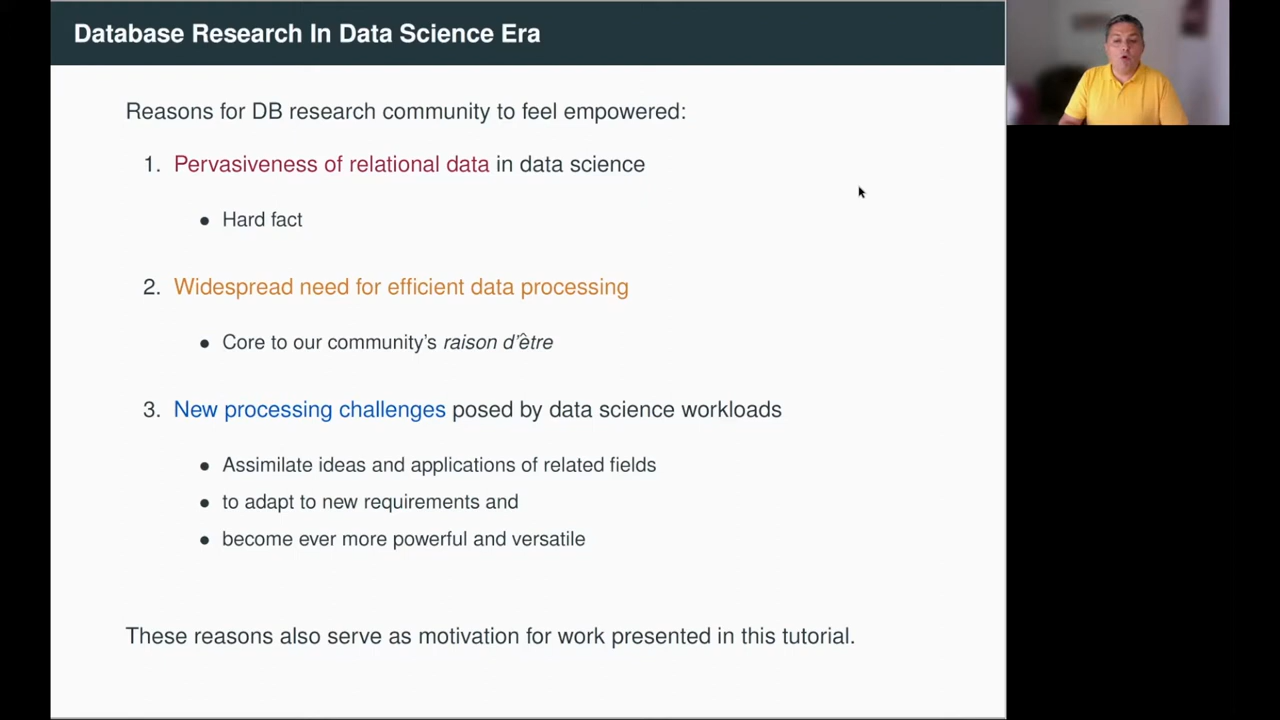 Database Research In Data Science Era
Reasons for DB research community to feel empowered:
1. Pervasiveness of relational data in data science
• Hard fact
2. Widespread need for efficient data processing
• Core to our community's raison d'être
3. New processing challenges posed by data science workloads
• Assimilate ideas and applications of related fields
• to adapt to new requirements and
• become ever more powerful and versatile
These reasons also serve as motivation for work presented in this tutorial.